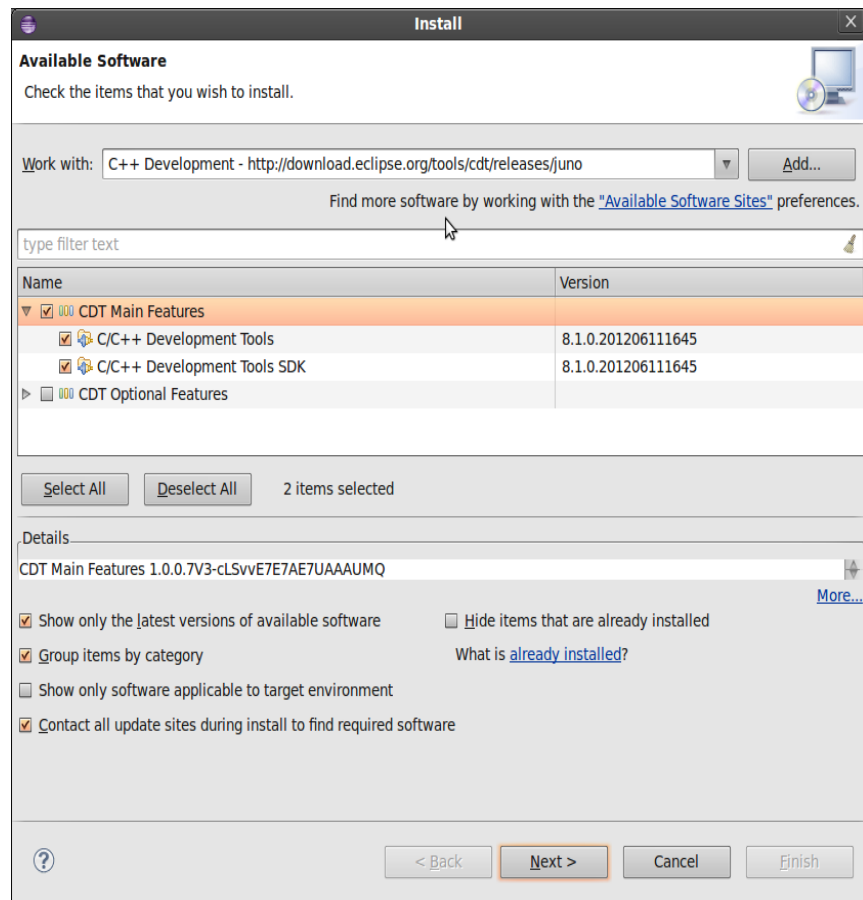 Install
Available Software
Check the items that you wish to install.
Work with: C++ Development - http://download.eclipse.org/tools/cdt/releases/juno Add...
Find more software by working with the "Available Software Sites" preferences.
type filter text
Name Version
CDT Main Features
C/C++ Development Tools 8.1.0.201206111645
C/C++ Development Tools SDK 8.1.0.201206111645
CDT Optional Features
Select All Deselect All 2 items selected
Details
CDT Main Features 1.0.0.7V3-cLSvvE7E7AE7UAAAUMQ
More...
Show only the latest versions of available software Hide items that are already installed
Group items by category What is already installed?
Show only software applicable to target environment
Contact all update sites during install to find required software
? < Back Next > Cancel Finish